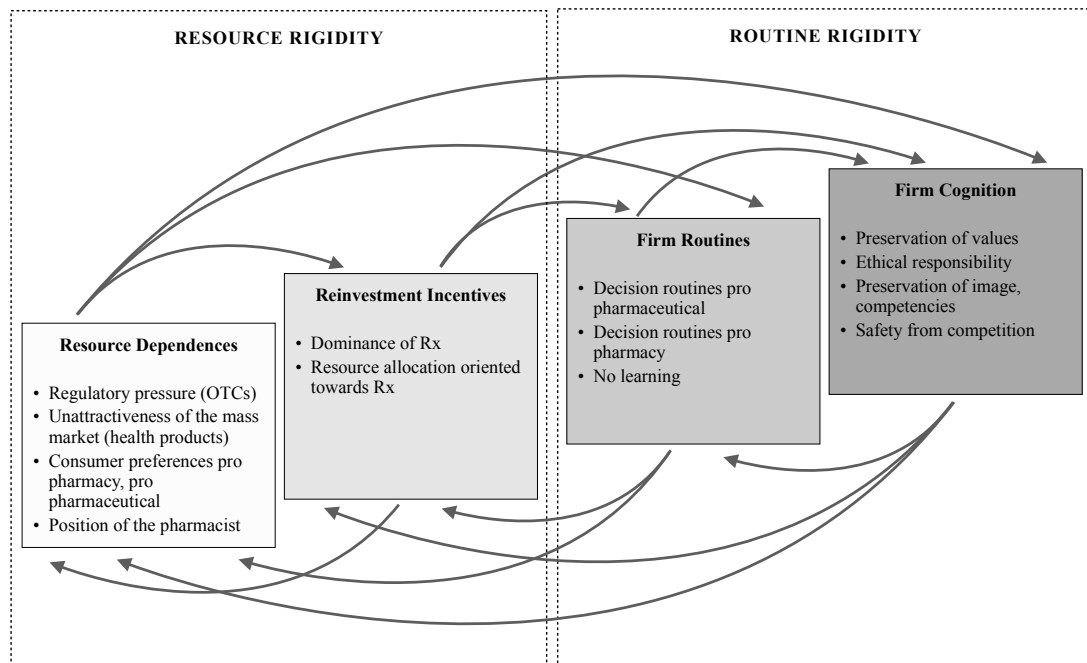 RESOURCE RIGIDITY
ROUTINE RIGIDITY
Resource Dependences
• Regulatory pressure (OTCs)
• Unattractiveness of the mass
market (health products)
• Consumer preferences pro
pharmacy, pro
pharmaceutical
• Position of the pharmacist
Reinvestment Incentives
• Dominance of Rx
• Resource allocation oriented
towards Rx
Firm Routines
• Decision routines pro
pharmaceutical
• Decision routines pro
pharmacy
• No learning
Firm Cognition
• Preservation of values
• Ethical responsibility
• Preservation of image,
competencies
• Safety from competition